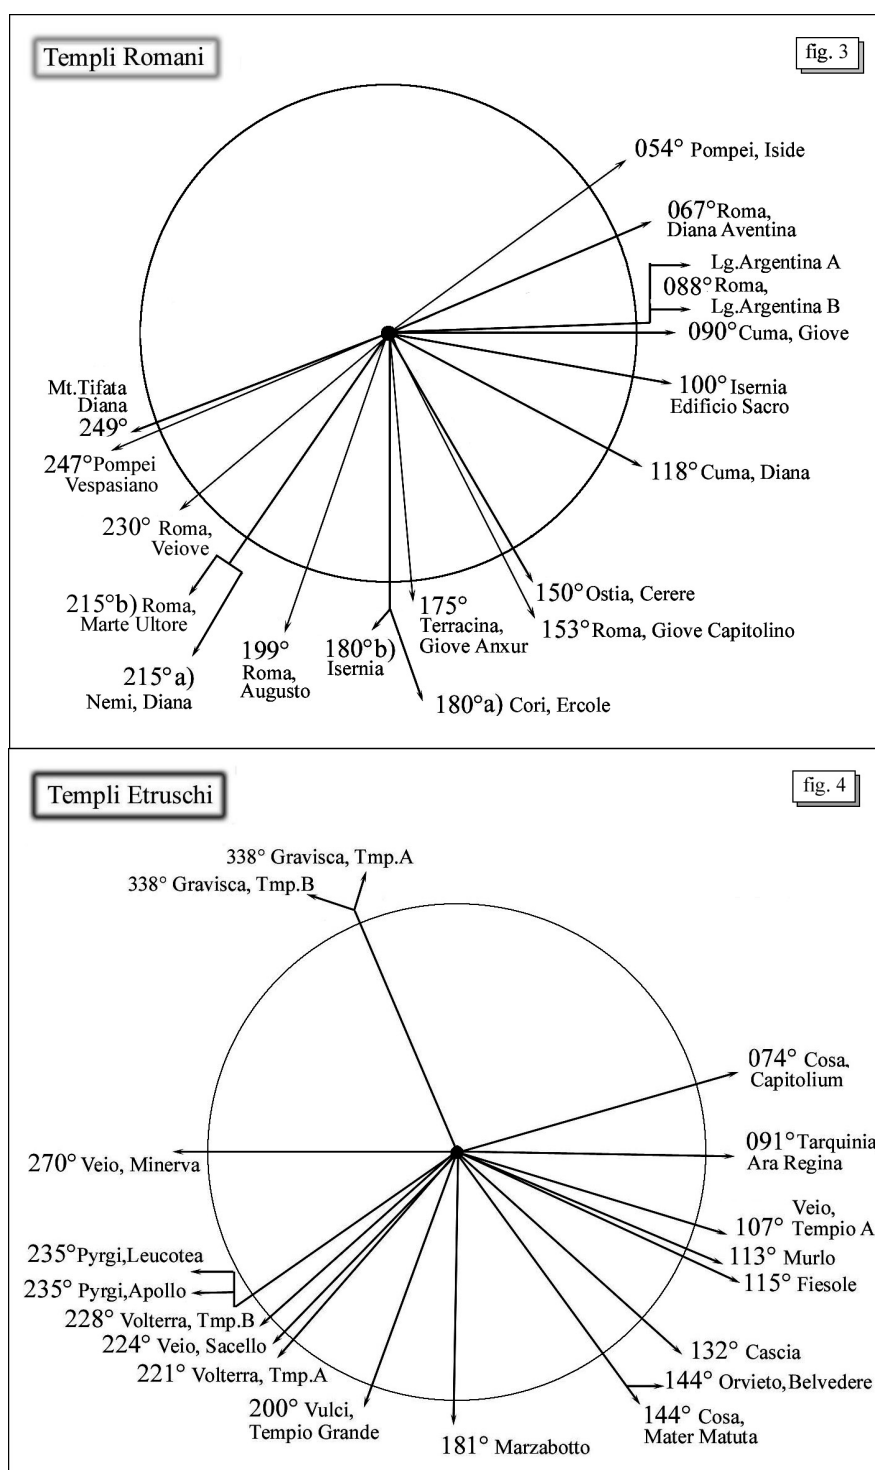 Templi Romani
fig. 3
054° Pompei, Iside
067° Roma,
Diana Aventina
Lg.Argentina A
088° Roma,
Lg.Argentina B
090° Cuma, Giove
100° Isernia
Edificio Sacro
118° Cuma, Diana
150° Ostia, Cerere
153° Roma, Giove Capitolino
175°
Terracina,
Giove Anxur
180°a) Cori, Ercole
180°b)
Isernia
199°
Roma,
Augusto
215°a)
Nemi, Diana
215°b) Roma,
Marte Ultore
230° Roma,
Veiove
247° Pompei
Vespasiano
Mt.Tifata
Diana
249°
Templi Etruschi
fig. 4
338° Gravisca, Tmp.A
338° Gravisca, Tmp.B
074° Cosa,
Capitolium
091° Tarquinia
Ara Regina
Veio,
107° Tempio A
113° Murlo
115° Fiesole
132° Cascia
144° Orvieto,Belvedere
144° Cosa,
Mater Matuta
181° Marzabotto
200° Vulci,
Tempio Grande
221° Volterra, Tmp.A
224° Veio, Sacello
228° Volterra, Tmp.B
235° Pyrgi,Apollo
235° Pyrgi,Leucotea
270° Veio, Minerva